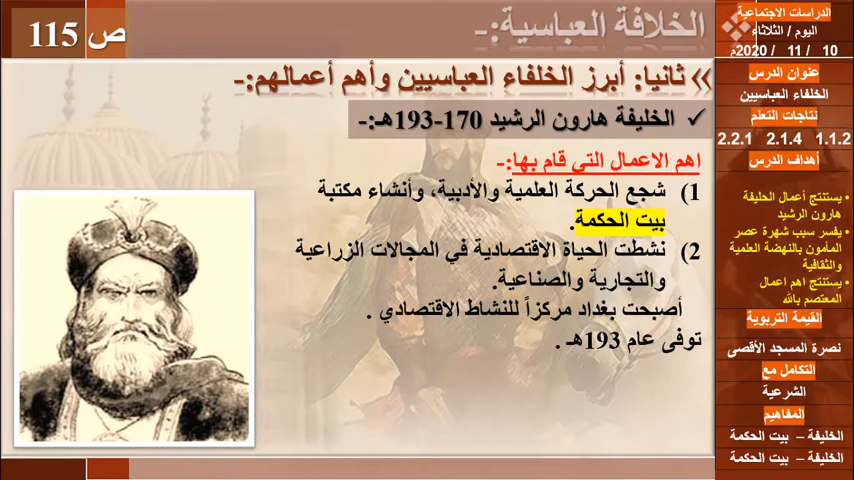 الخلافة العباسية:-
ص 115
ثانيا: أبرز الخلفاء العباسيين وأهم أعمالهم:-
الخليفة هارون الرشيد 170-193هـ:-
اهم الاعمال التي قام بها:-
1) شجع الحركة العلمية والأدبية، وأنشاء مكتبة
بيت الحكمة.
2) نشطت الحياة الاقتصادية في المجالات الزراعية
والتجارية والصناعية.
أصبحت بغداد مركزاً للنشاط الاقتصادي .
توفى عام 193هـ .
الدراسات الاجتماعية
اليوم / الثلاثاء
10 / 11 / 2020م
عنوان الدرس
الخلفاء العباسيين
نتاجات التعلم
1.1.2 2.1.4 2.2.1
أهداف الدرس
• يستنتج أعمال الخليفة
هارون الرشيد
• يفسر سبب شهرة عصر
المأمون بالنهضة العلمية
والثقافية
• يستنتج اهم اعمال
المعتصم بالله
القيمة التربوية
نصرة المسجد الأقصى
التكامل مع
الشرعية
المفاهيم
الخليفة – بيت الحكمة
الخليفة – بيت الحكمة